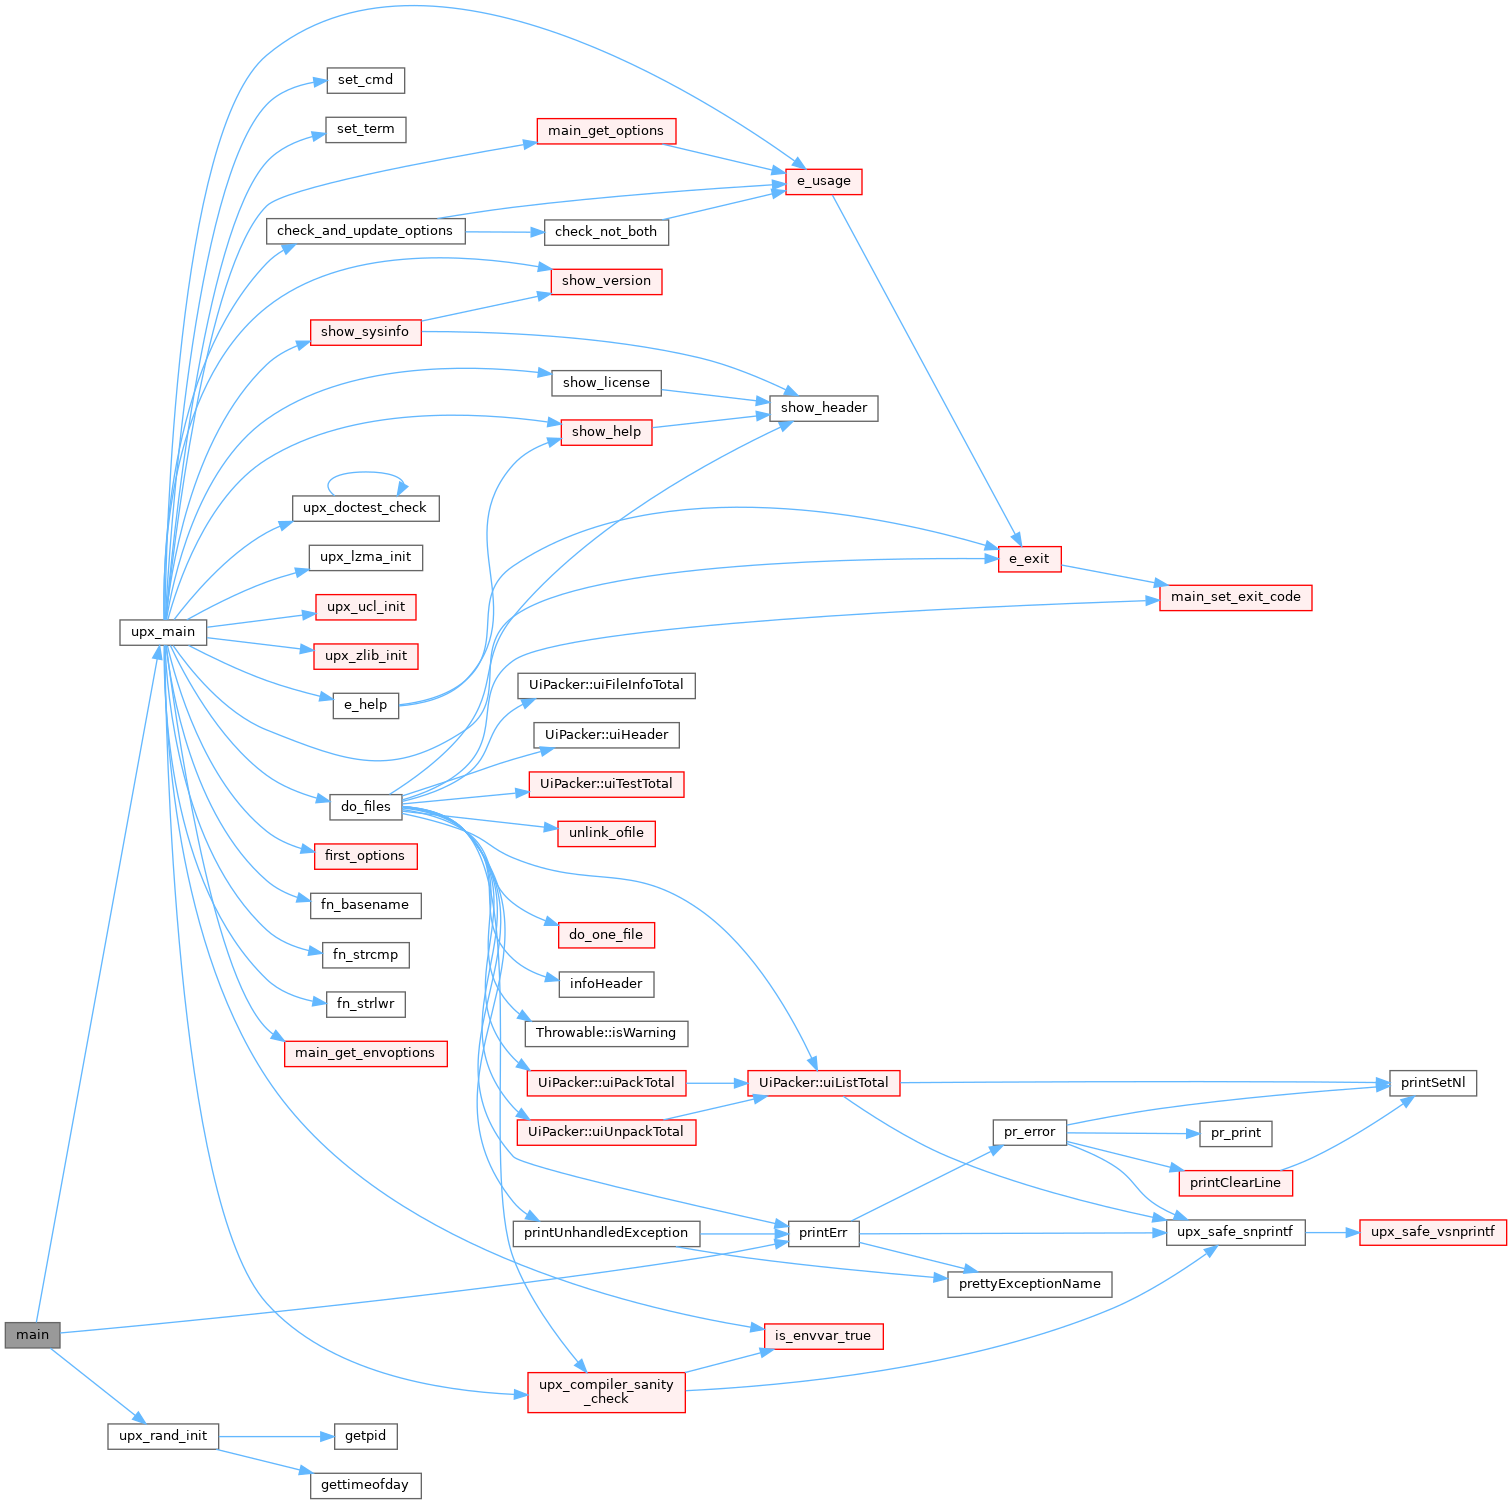 set_cmd
set_term
main_get_options
e_usage
check_and_update_options
check_not_both
show_version
show_sysinfo
show_license
show_header
show_help
upx_doctest_check
upx_lzma_init
e_exit
main_set_exit_code
upx_ucl_init
upx_main
upx_zlib_init
UiPacker::uiFileInfoTotal
e_help
UiPacker::uiHeader
UiPacker::uiTestTotal
do_files
unlink_ofile
first_options
fn_basename
do_one_file
fn_strcmp
infoHeader
fn_strlwr
Throwable::isWarning
main_get_envoptions
UiPacker::uiPackTotal
UiPacker::uiListTotal
printSetNl
UiPacker::uiUnpackTotal
pr_error
pr_print
printClearLine
printUnhandledException
printErr
upx_safe_snprintf
upx_safe_vsnprintf
prettyExceptionName
main
is_envvar_true
upx_compiler_sanity
_check
upx_rand_init
getpid
gettimeofday